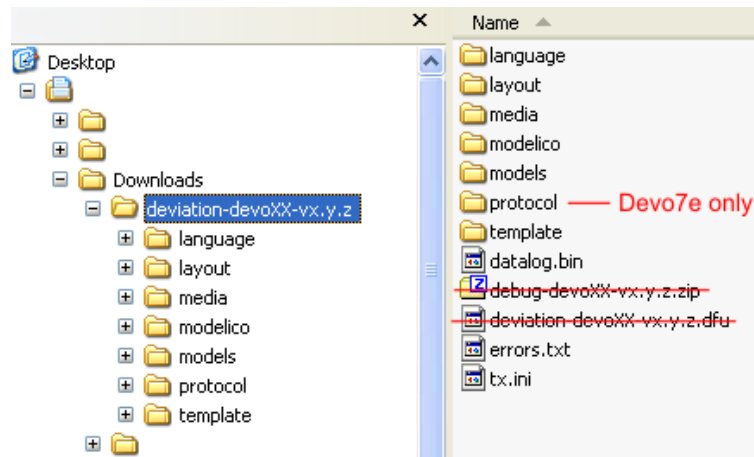 Desktop
Downloads
deviation-devoXX-vx.y.z
language
layout
media
modelico
models
protocol
template
Name
language
layout
media
modelico
models
protocol — Devo7e only
template
datalog.bin
debug-devoXX-vx.y.z.zip
deviation-devoXX-vx.y.z.dfu
errors.txt
tx.ini